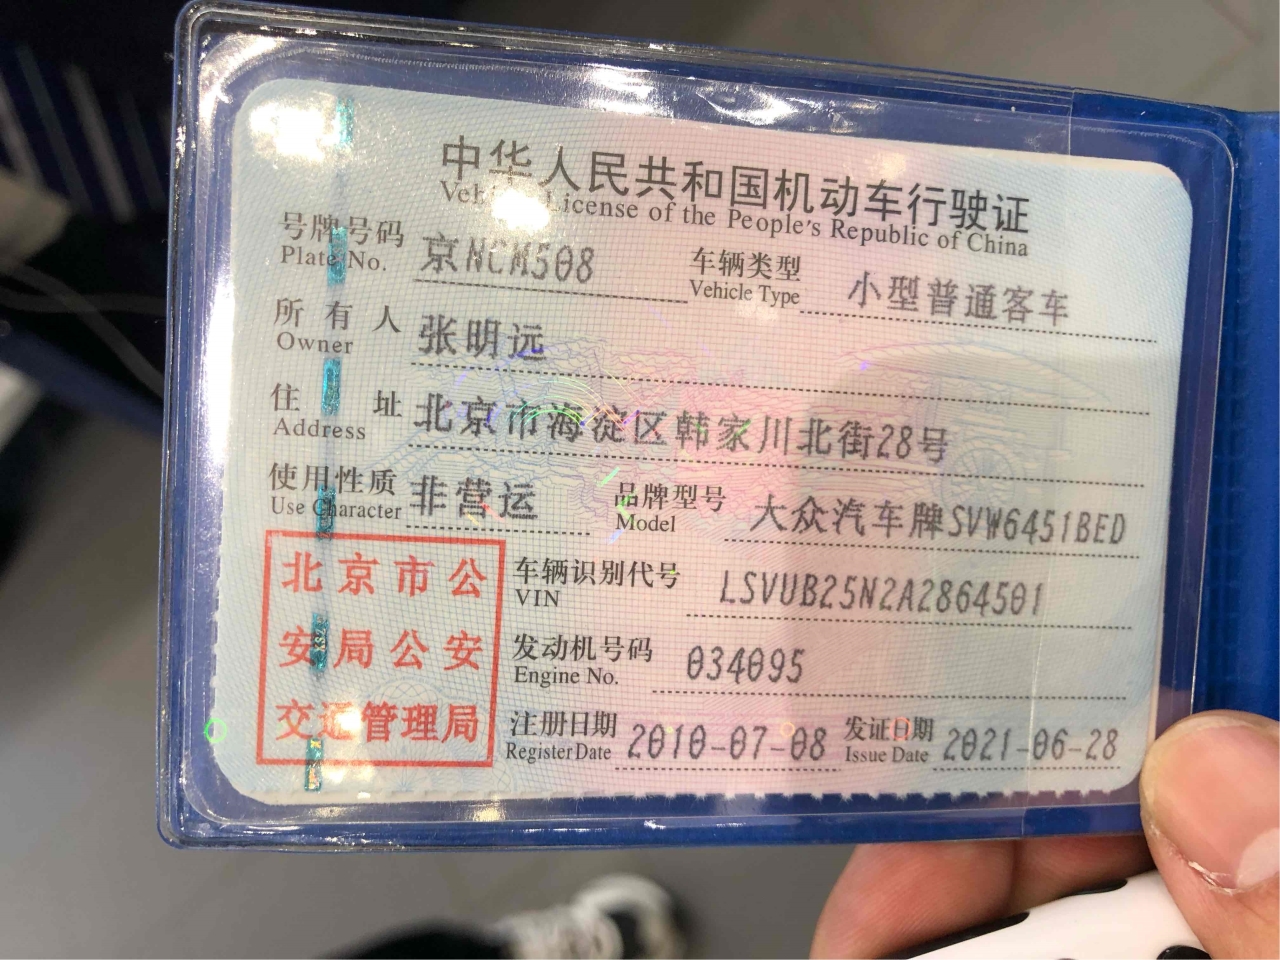 中华人民共和国机动车行驶证
Vehicle License of the People's Republic of China
号牌号码 京NCM508 车辆类型 小型普通客车
Plate No. Vehicle Type
所有人 张明远
Owner
住址 北京市海淀区韩家川北街28号
Address
使用性质 非营运 品牌型号 大众汽车牌SVW6451BED
Use Character Model
北京市公
安局公安
交通管理局
车辆识别代号 LSVUB25N2A2864501
VIN
发动机号码 034095
Engine No.
注册日期 2010-07-08 发证日期 2021-06-28
Register Date Issue Date